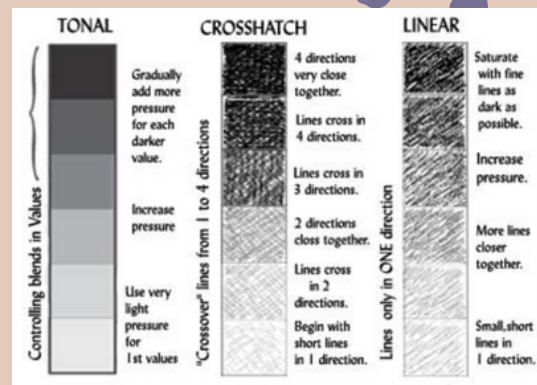 TONAL
Gradually
add more
pressure
for each
darker
value.
Increase
pressure
Use very
light
pressure
for
1st values
Controlling blends in Values
CROSSHATCH
4 directions
very close
together.
Lines cross in
4 directions.
Lines cross in
3 directions.
2 directions
closs together.
Lines cross
in 2
directions.
Begin with
short lines
in 1 direction.
"Crossover" lines from 1 to 4 directions
LINEAR
Saturate
with fine
lines as
dark as
possible.
Increase
pressure.
More lines
closer
together.
Small,short
lines in
1 direction.
Lines only in ONE direction